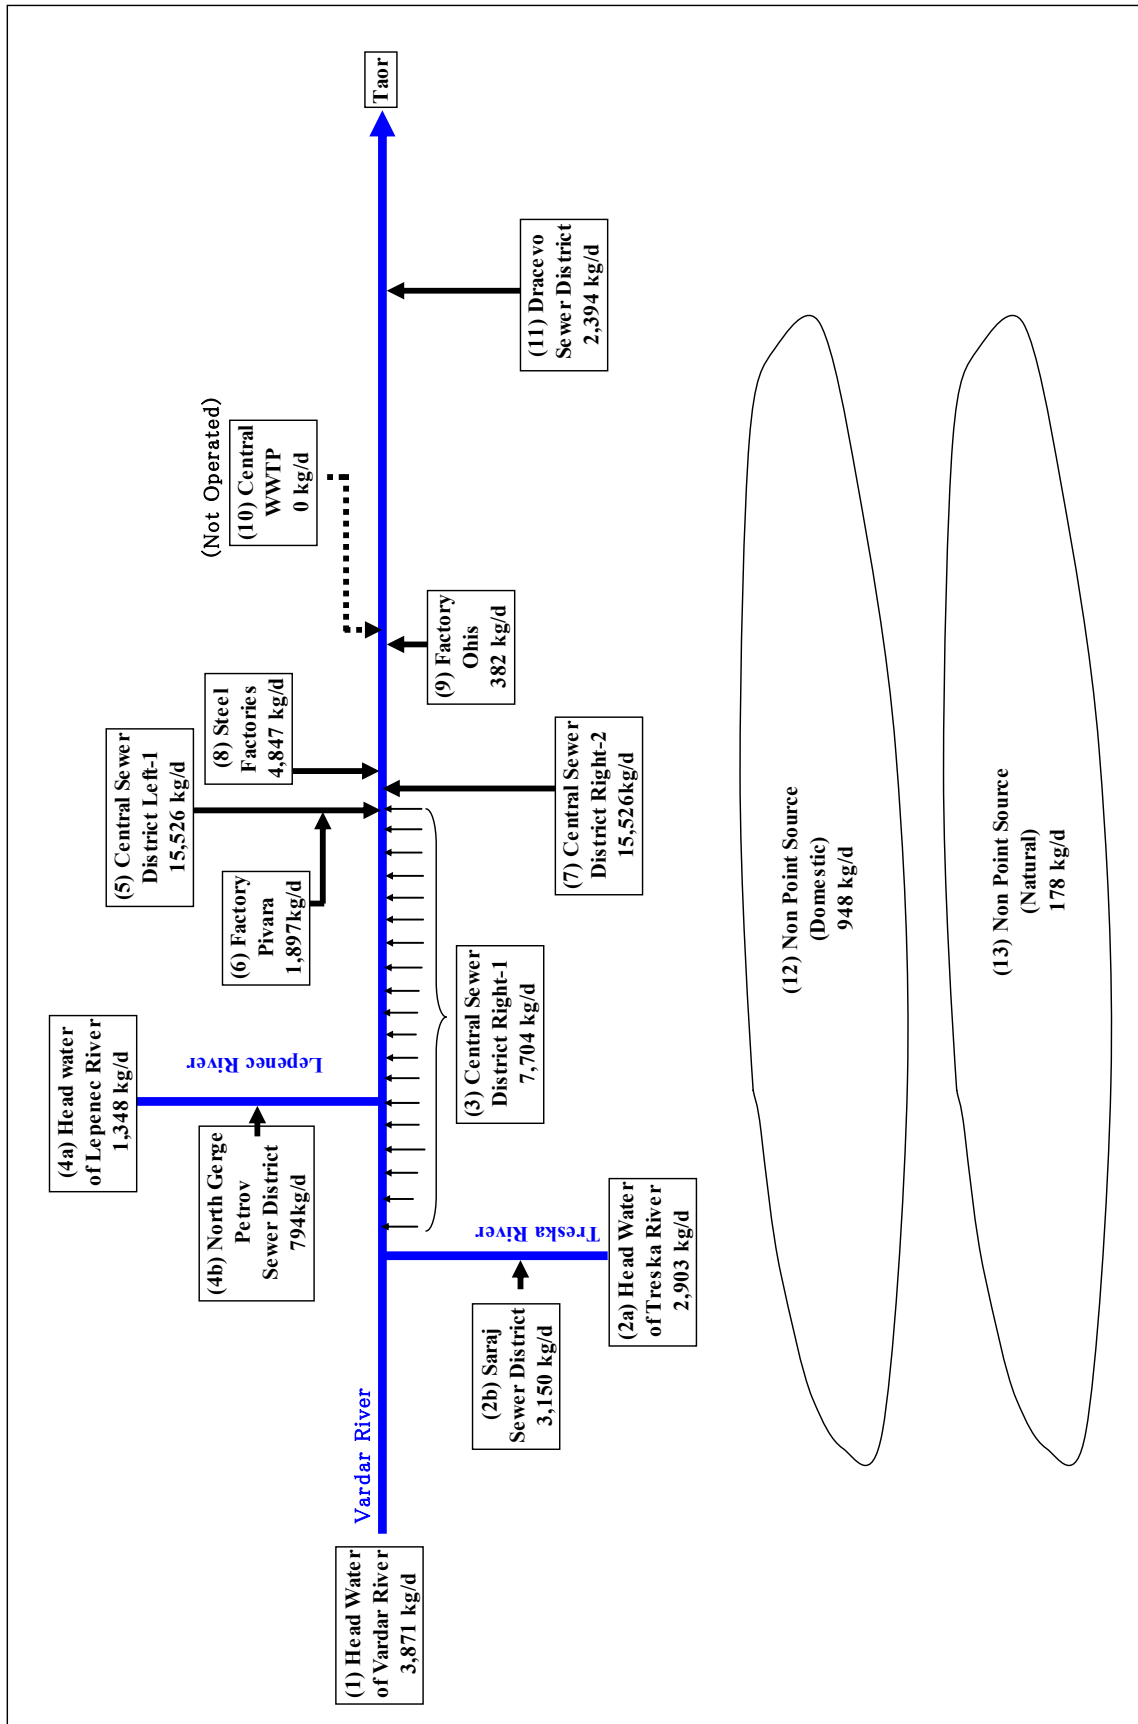 (1) Head Water
of Vardar River
3,871 kg/d
Vardar River
(2a) Head Water
of Treska River
2,903 kg/d
(2b) Saraj
Sewer District
3,150 kg/d
Treska River
(3) Central Sewer
District Right-1
7,704 kg/d
(4a) Head water
of Lepenec River
1,348 kg/d
(4b) North Gerge
Petrov
Sewer District
794kg/d
Lepenec River
(5) Central Sewer
District Left-1
15,526 kg/d
(6) Factory
Pivara
1,897kg/d
(7) Central Sewer
District Right-2
15,526kg/d
(8) Steel
Factories
4,847 kg/d
(9) Factory
Ohis
382 kg/d
(Not Operated)
(10) Central
WWTP
0 kg/d
(11) Dracevo
Sewer District
2,394 kg/d
Taor
(12) Non Point Source
(Domestic)
948 kg/d
(13) Non Point Source
(Natural)
178 kg/d